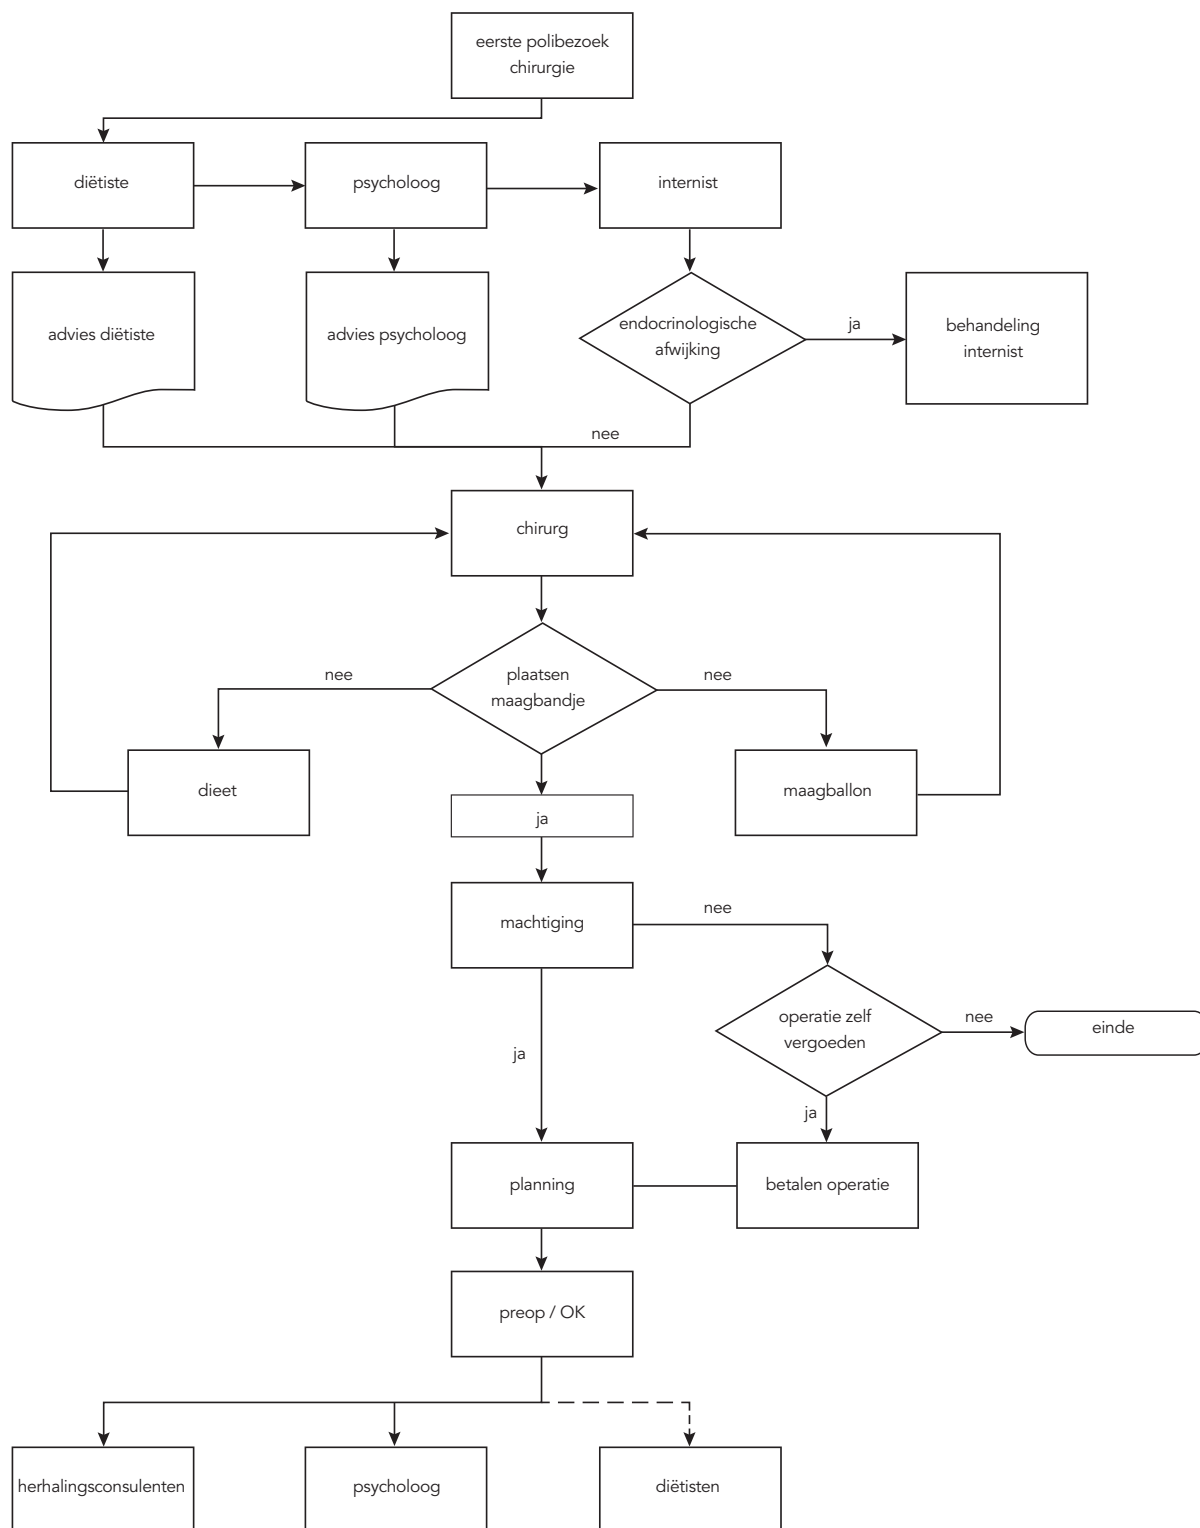 eerste polibezoek
chirurgie
diëtiste
psycholoog
internist
advies diëtiste
advies psycholoog
endocrinologische
afwijking
ja
behandeling
internist
nee
chirurg
nee
plaatsen
maagbandje
nee
dieet
maagballon
ja
machtiging
nee
operatie zelf
vergoeden
nee
einde
ja
ja
planning
betalen operatie
preop / OK
herhalingsconsulenten
psycholoog
diëtisten